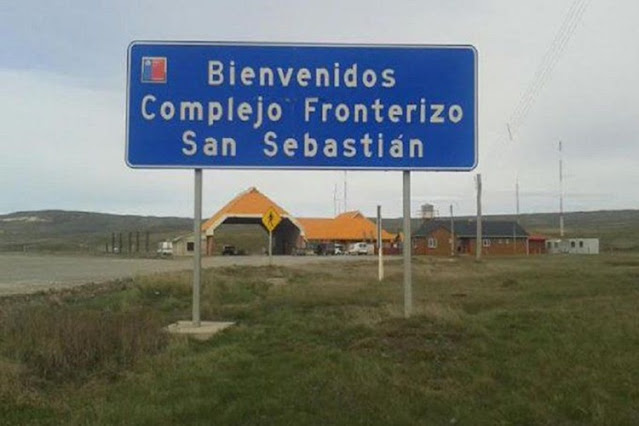 Bienvenidos
Complejo Fronterizo
San Sebastián